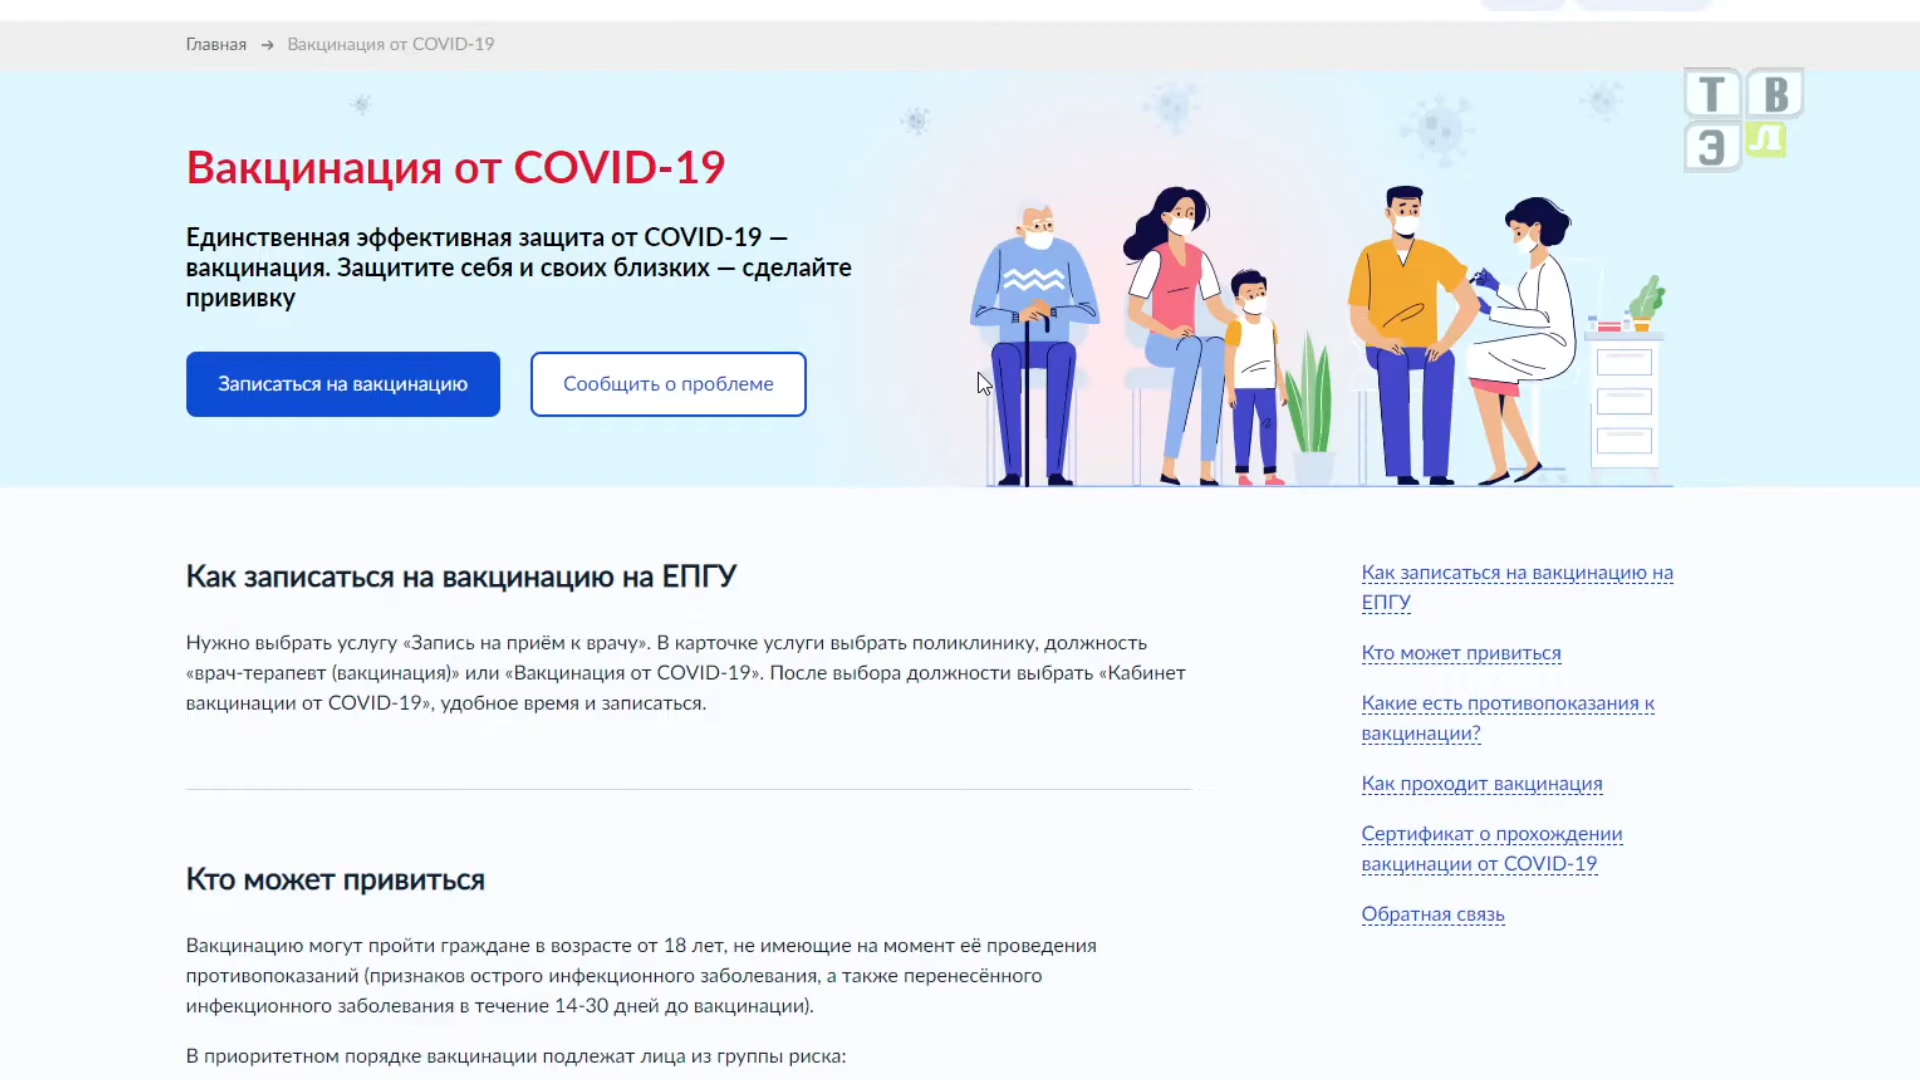 Главная → Вакцинация от COVID-19
ТВ
ЭЛ
Вакцинация от COVID-19
Единственная эффективная защита от COVID-19 —
вакцинация. Защитите себя и своих близких — сделайте
прививку
Записаться на вакцинацию
Сообщить о проблеме
Как записаться на вакцинацию на ЕПГУ
Нужно выбрать услугу «Запись на приём к врачу». В карточке услуги выбрать поликлинику, должность
«врач-терапевт (вакцинация)» или «Вакцинация от COVID-19». После выбора должности выбрать «Кабинет
вакцинации от COVID-19», удобное время и записаться.
Кто может привиться
Вакцинацию могут пройти граждане в возрасте от 18 лет, не имеющие на момент её проведения
противопоказаний (признаков острого инфекционного заболевания, а также перенесённого
инфекционного заболевания в течение 14-30 дней до вакцинации).
В приоритетном порядке вакцинации подлежат лица из группы риска:
Как записаться на вакцинацию на
ЕПГУ
Кто может привиться
Какие есть противопоказания к
вакцинации?
Как проходит вакцинация
Сертификат о прохождении
вакцинации от COVID-19
Обратная связь